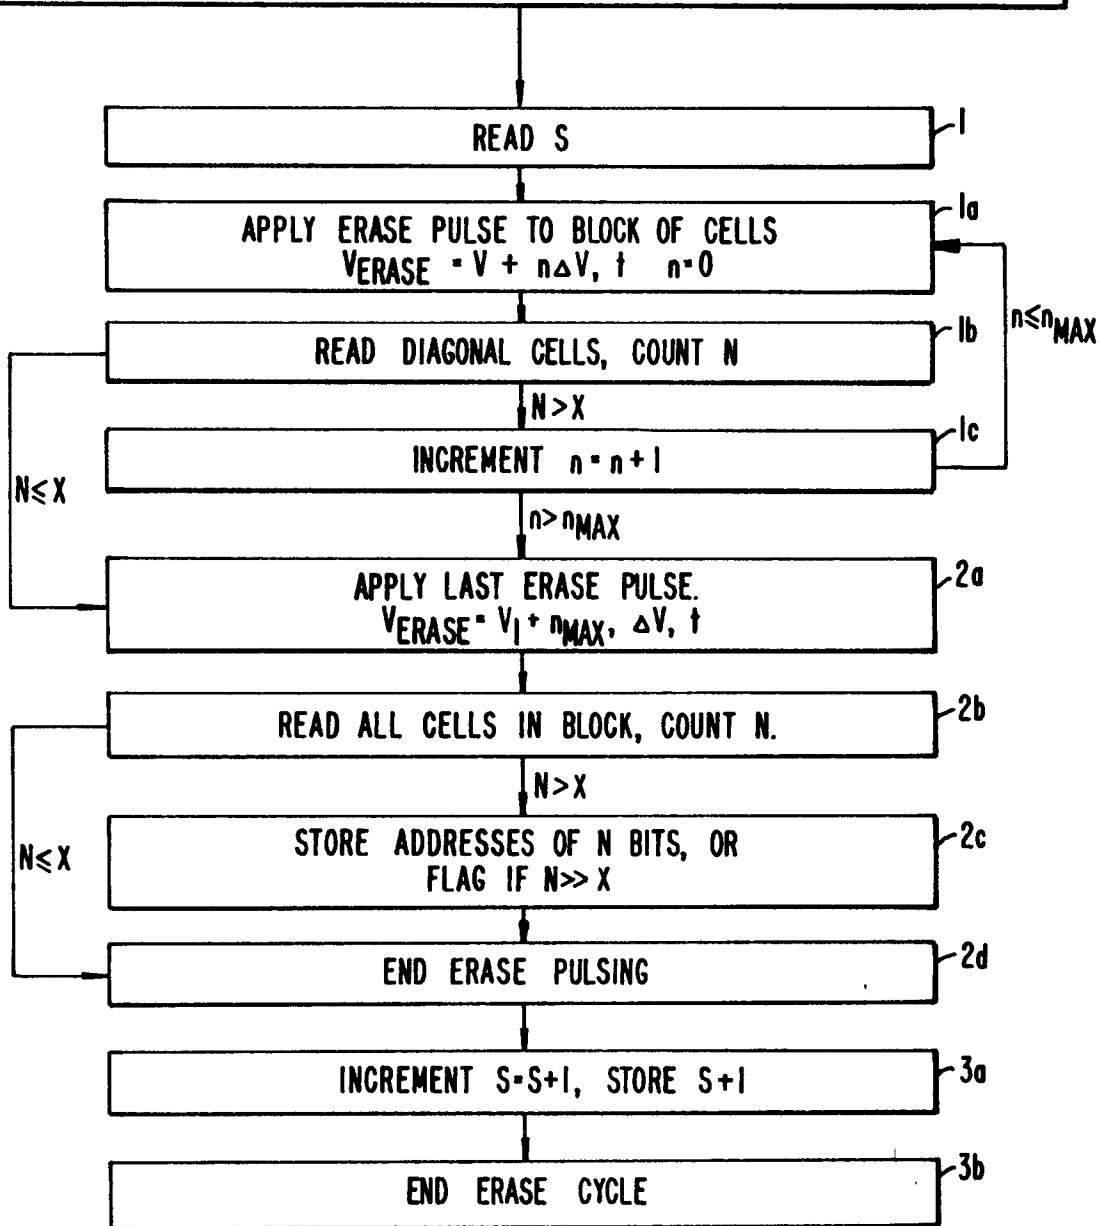 READ S
1
APPLY ERASE PULSE TO BLOCK OF CELLS
VERASE = V + n∆V, t n=0
1a
n≤nMAX
READ DIAGONAL CELLS, COUNT N
1b
N>X
INCREMENT n=n+1
1c
N≤X
n>nMAX
APPLY LAST ERASE PULSE.
VERASE= V1+ nMAX, ∆V, t
2a
READ ALL CELLS IN BLOCK, COUNT N.
2b
N>X
STORE ADDRESSES OF N BITS, OR
FLAG IF N>>X
2c
N≤X
END ERASE PULSING
2d
INCREMENT S=S+1, STORE S+1
3a
END ERASE CYCLE
3b